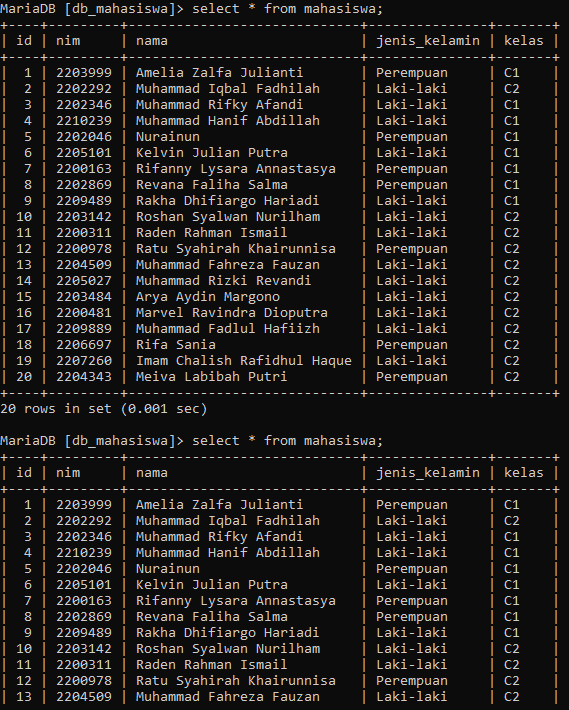 MariaDB [db_mahasiswa]> select * from mahasiswa;
+----+---------+-----------------------------+---------------+-------+
| id | nim     | nama                        | jenis_kelamin | kelas |
+----+---------+-----------------------------+---------------+-------+
|  1 | 2203999 | Amelia Zalfa Julianti       | Perempuan     | C1    |
|  2 | 2202292 | Muhammad Iqbal Fadhilah     | Laki-laki     | C2    |
|  3 | 2202346 | Muhammad Rifky Afandi       | Laki-laki     | C1    |
|  4 | 2210239 | Muhammad Hanif Abdillah     | Laki-laki     | C1    |
|  5 | 2202046 | Nurainun                    | Perempuan     | C1    |
|  6 | 2205101 | Kelvin Julian Putra         | Laki-laki     | C1    |
|  7 | 2200163 | Rifanny Lysara Annastasya   | Perempuan     | C1    |
|  8 | 2202869 | Revana Faliha Salma         | Perempuan     | C1    |
|  9 | 2209489 | Rakha Dhifiargo Hariadi     | Laki-laki     | C1    |
| 10 | 2203142 | Roshan Syalwan Nurilham     | Laki-laki     | C2    |
| 11 | 2200311 | Raden Rahman Ismail         | Laki-laki     | C2    |
| 12 | 2200978 | Ratu Syahirah Khairunnisa   | Perempuan     | C2    |
| 13 | 2204509 | Muhammad Fahreza Fauzan     | Laki-laki     | C2    |
| 14 | 2205027 | Muhammad Rizki Revandi      | Laki-laki     | C2    |
| 15 | 2203484 | Arya Aydin Margono          | Laki-laki     | C2    |
| 16 | 2200481 | Marvel Ravindra Dioputra    | Laki-laki     | C2    |
| 17 | 2209889 | Muhammad Fadlul Hafiizh     | Laki-laki     | C2    |
| 18 | 2206697 | Rifa Sania                  | Perempuan     | C2    |
| 19 | 2207260 | Imam Chalish Rafidhul Haque | Laki-laki     | C2    |
| 20 | 2204343 | Meiva Labibah Putri         | Perempuan     | C2    |
+----+---------+-----------------------------+---------------+-------+
20 rows in set (0.001 sec)
MariaDB [db_mahasiswa]> select * from mahasiswa;
+----+---------+-----------------------------+---------------+-------+
| id | nim     | nama                        | jenis_kelamin | kelas |
+----+---------+-----------------------------+---------------+-------+
|  1 | 2203999 | Amelia Zalfa Julianti       | Perempuan     | C1    |
|  2 | 2202292 | Muhammad Iqbal Fadhilah     | Laki-laki     | C2    |
|  3 | 2202346 | Muhammad Rifky Afandi       | Laki-laki     | C1    |
|  4 | 2210239 | Muhammad Hanif Abdillah     | Laki-laki     | C1    |
|  5 | 2202046 | Nurainun                    | Perempuan     | C1    |
|  6 | 2205101 | Kelvin Julian Putra         | Laki-laki     | C1    |
|  7 | 2200163 | Rifanny Lysara Annastasya   | Perempuan     | C1    |
|  8 | 2202869 | Revana Faliha Salma         | Perempuan     | C1    |
|  9 | 2209489 | Rakha Dhifiargo Hariadi     | Laki-laki     | C1    |
| 10 | 2203142 | Roshan Syalwan Nurilham     | Laki-laki     | C2    |
| 11 | 2200311 | Raden Rahman Ismail         | Laki-laki     | C2    |
| 12 | 2200978 | Ratu Syahirah Khairunnisa   | Perempuan     | C2    |
| 13 | 2204509 | Muhammad Fahreza Fauzan     | Laki-laki     | C2    |